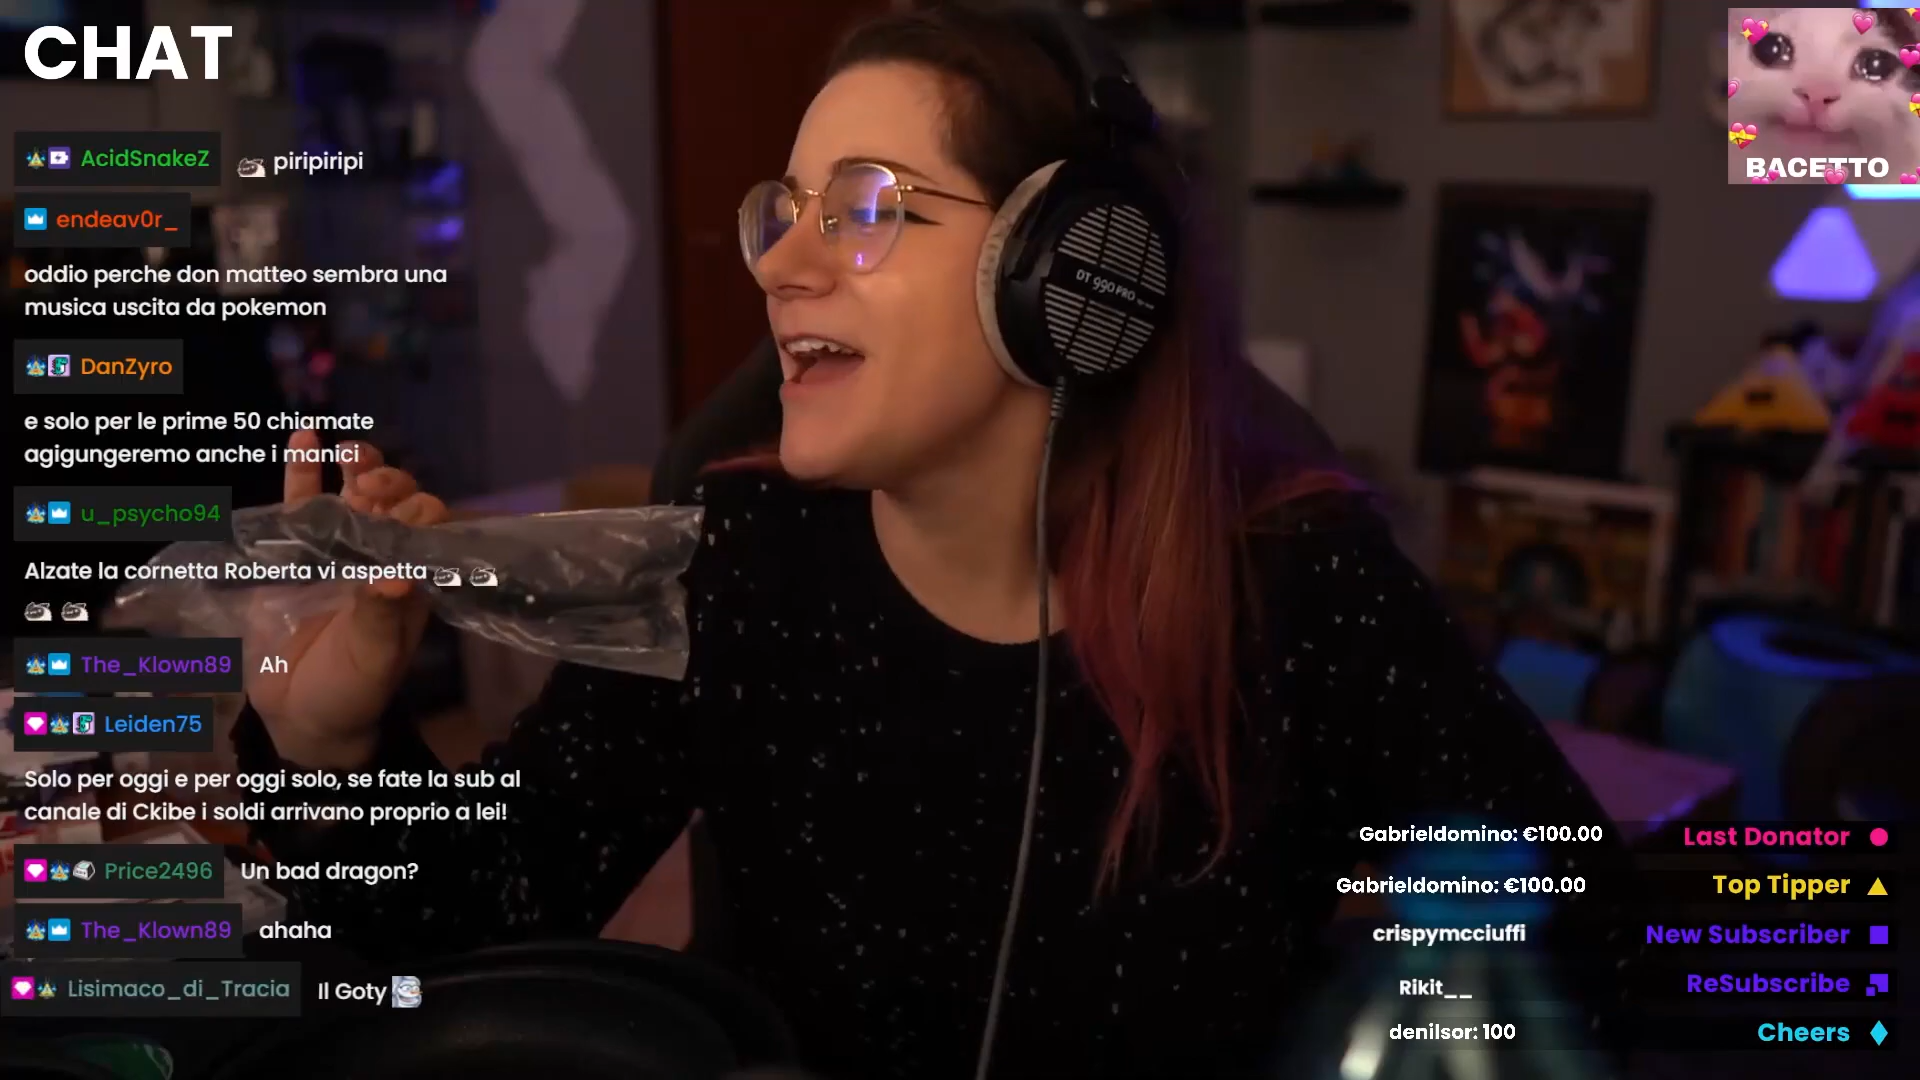 CHAT
BACETTO
AcidSnakeZ piripiripi
endeav0r_
oddio perche don matteo sembra una
musica uscita da pokemon
DanZyro
e solo per le prime 50 chiamate
agigungeremo anche i manici
u_psycho94
Alzate la cornetta Roberta vi aspetta
The_Klown89 Ah
Leiden75
Solo per oggi e per oggi solo, se fate la sub al
canale di Ckibe i soldi arrivano proprio a lei!
Price2496 Un bad dragon?
The_Klown89 ahaha
Lisimaco_di_Tracia Il Goty
DT 990 PRO
Gabrieldomino: €100.00 Last Donator
Gabrieldomino: €100.00 Top Tipper
crispymcciuffi New Subscriber
Rikit__ ReSubscribe
denilsor: 100 Cheers